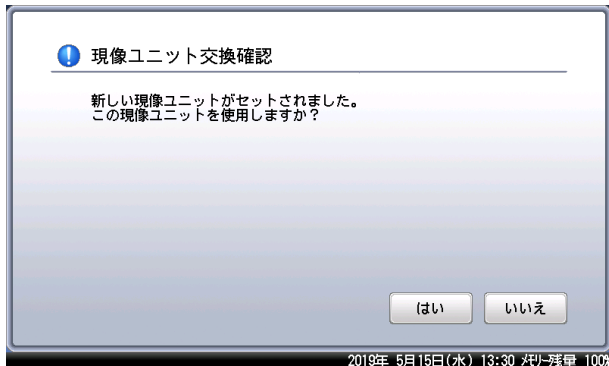 現像ユニット交換確認
新しい現像ユニットがセットされました。
この現像ユニットを使用しますか？
はい
いいえ
2019年 5月15日(水) 13:30 ﾒﾓﾘｰ残量 100%